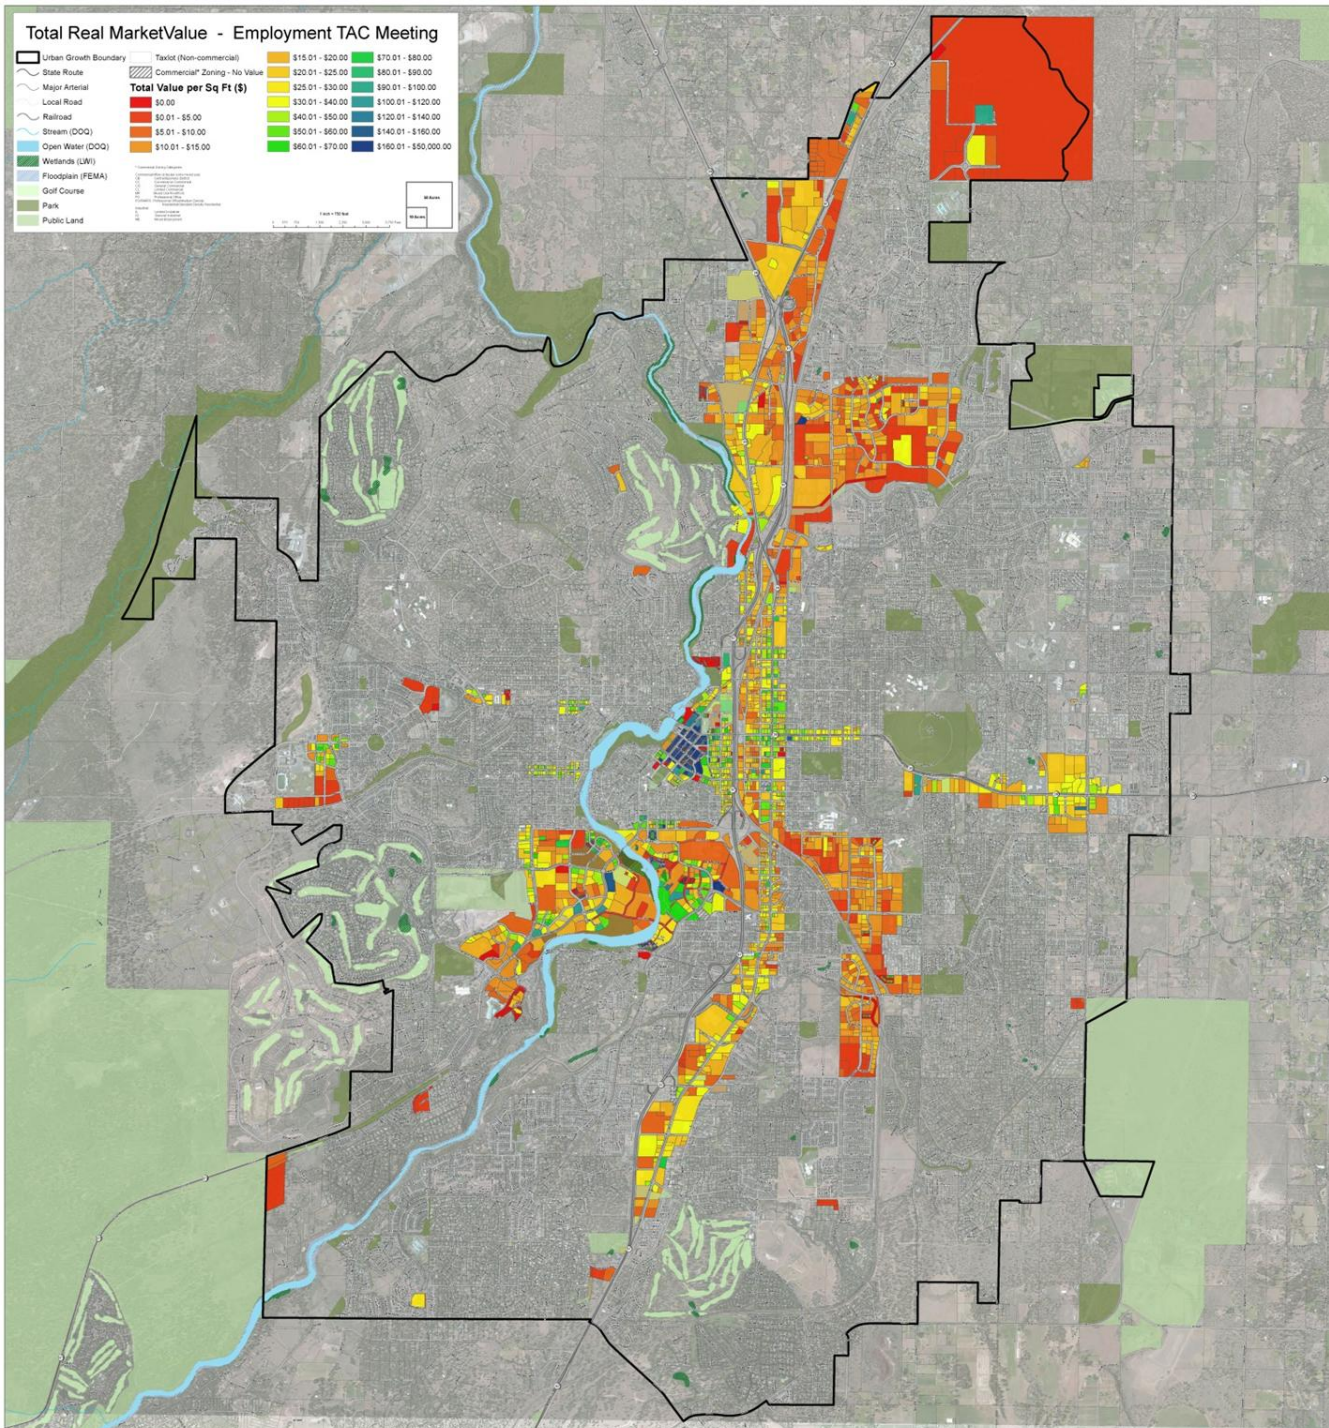 Total Real MarketValue - Employment TAC Meeting
Urban Growth Boundary
State Route
Major Arterial
Local Road
Railroad
Stream (DOQ)
Open Water (DOQ)
Wetlands (LWI)
Floodplain (FEMA)
Golf Course
Park
Public Land
Taxlot (Non-commercial)
Commercial* Zoning - No Value
Total Value per Sq Ft ($)
$0.00
$0.01 - $5.00
$5.01 - $10.00
$10.01 - $15.00
$15.01 - $20.00
$20.01 - $25.00
$25.01 - $30.00
$30.01 - $40.00
$40.01 - $50.00
$50.01 - $60.00
$60.01 - $70.00
$70.01 - $80.00
$80.01 - $90.00
$90.01 - $100.00
$100.01 - $120.00
$120.01 - $140.00
$140.01 - $160.00
$160.01 - $50,000.00